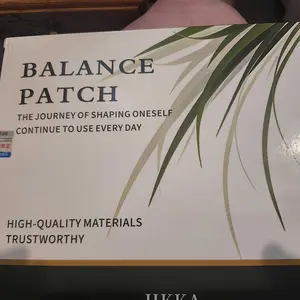 BALANCE
PATCH
THE JOURNEY OF SHAPING ONESELF
CONTINUE TO USE EVERY DAY
HIGH-QUALITY MATERIALS
TRUSTWORTHY